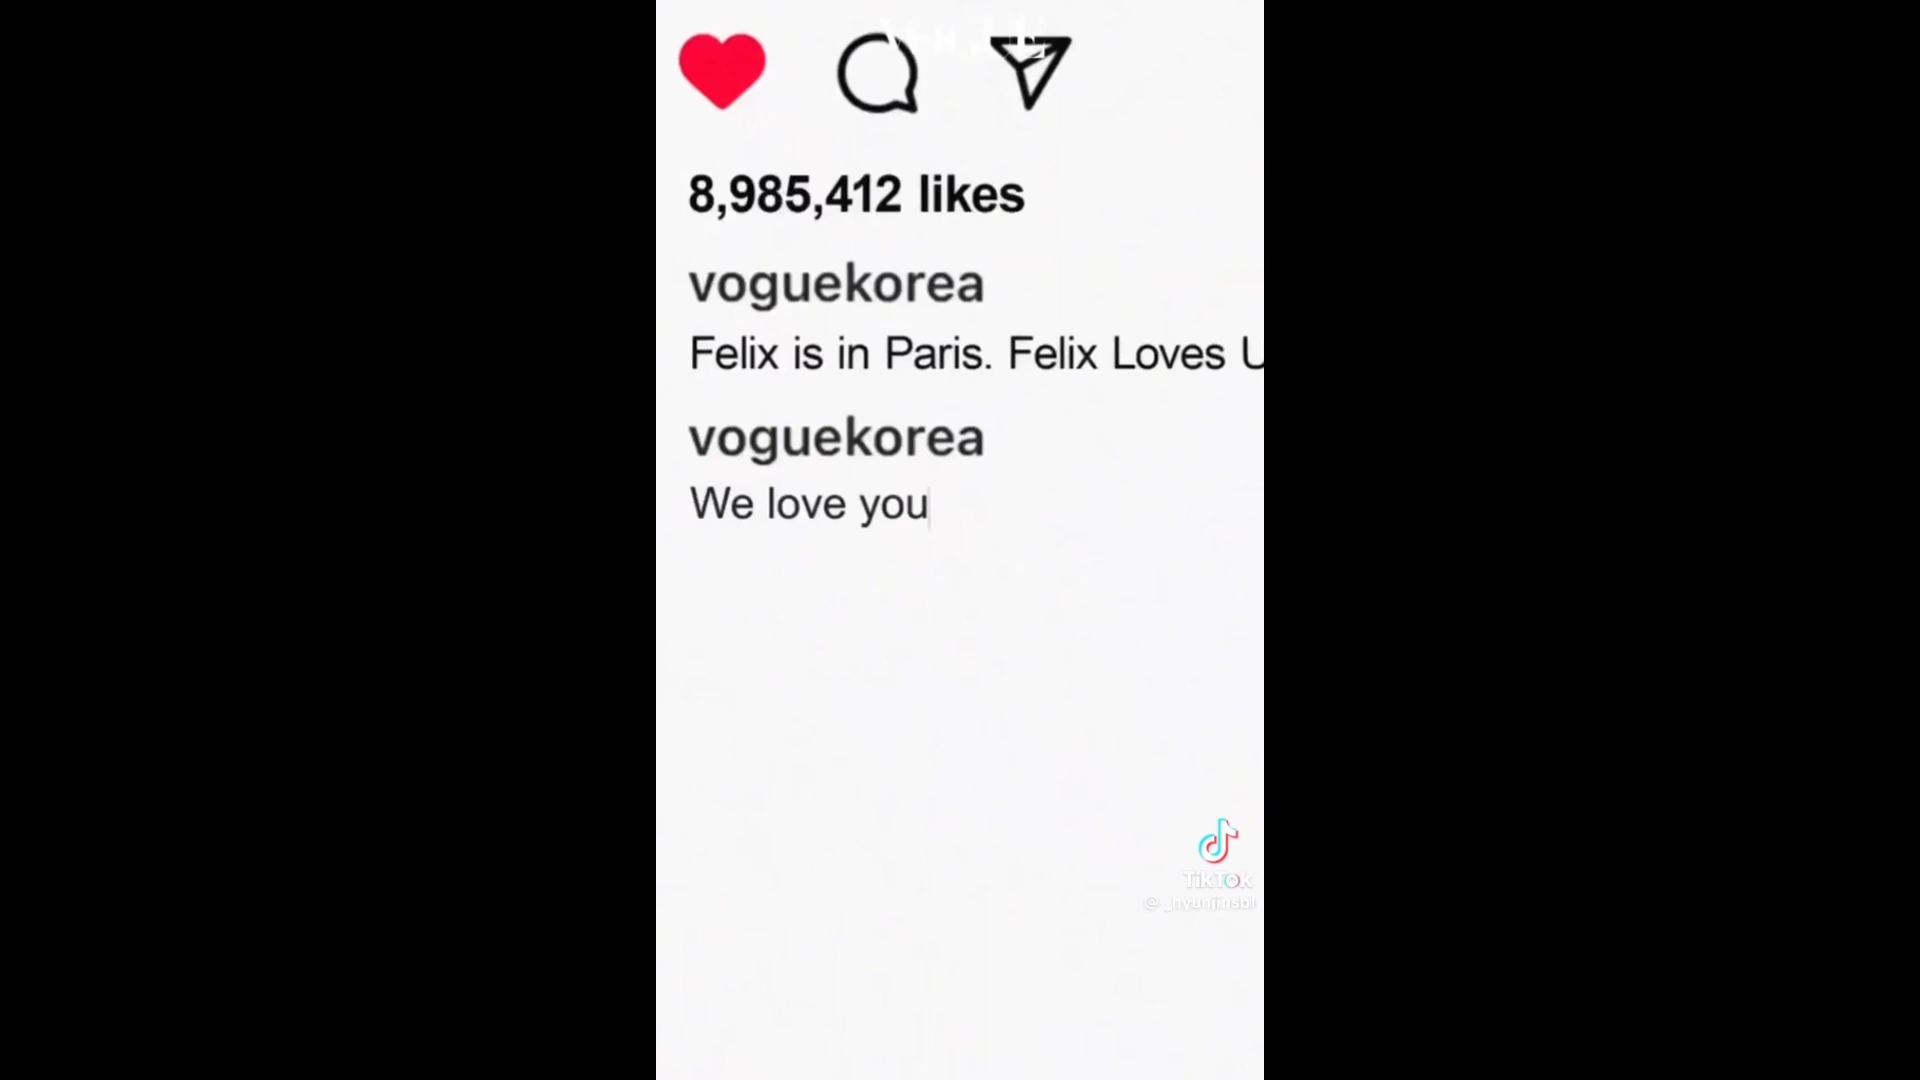 8,985,412 likes
voguekorea
Felix is in Paris. Felix Loves U
voguekorea
We love you
TikTok